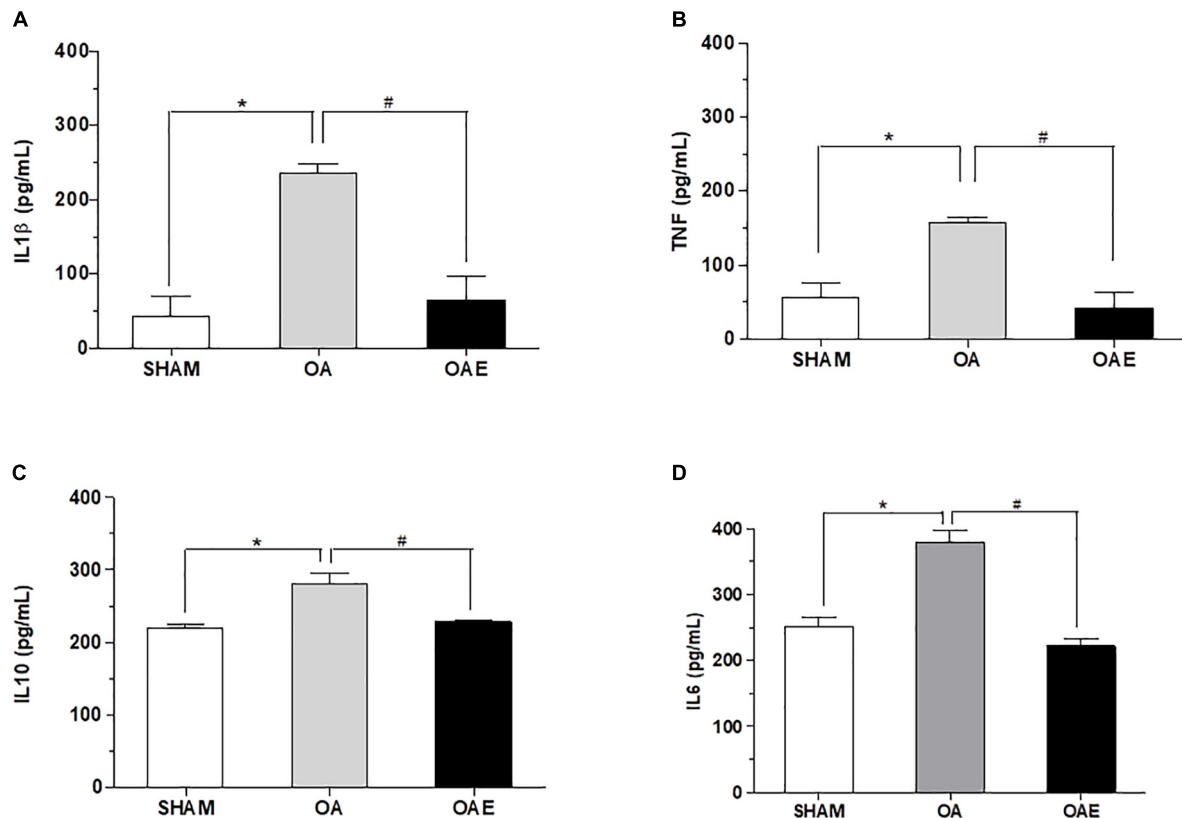 A
IL1β (pg/mL)
400
300
200
100
0
* #
SHAM OA OAE
B
TNF (pg/mL)
400
300
200
100
0
* #
SHAM OA OAE
C
IL10 (pg/mL)
400
300
200
100
0
* #
SHAM OA OAE
D
IL6 (pg/mL)
400
300
200
100
0
* #
SHAM OA OAE